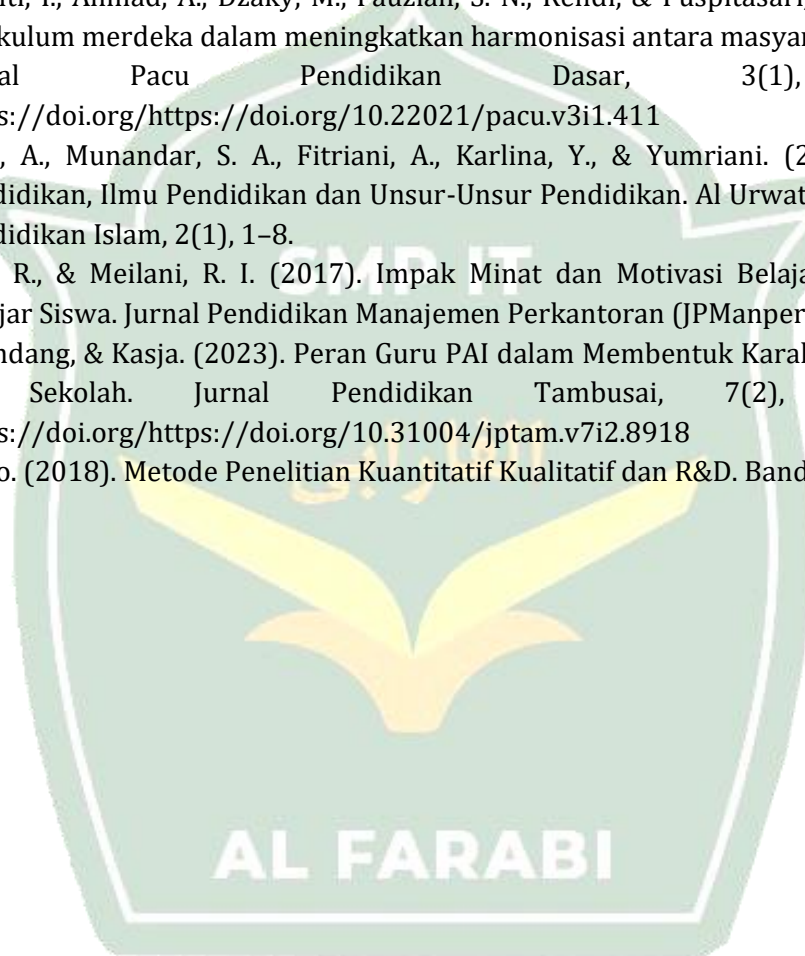 nti, I., Ahmad, A., Dzaky, M., Fauziah, S. N., Rendi, & Puspitasari,
kulum merdeka dalam meningkatkan harmonisasi antara masyar
al Pacu Pendidikan Dasar, 3(1),
s://doi.org/https://doi.org/10.22021/pacu.v3i1.411
, A., Munandar, S. A., Fitriani, A., Karlina, Y., & Yumriani. (2
didikan, Ilmu Pendidikan dan Unsur-Unsur Pendidikan. Al Urwat
didikan Islam, 2(1), 1–8.
SMP IT
R., & Meilani, R. I. (2017). Impak Minat dan Motivasi Belaja
jar Siswa. Jurnal Pendidikan Manajemen Perkantoran (JPManper
ndang, & Kasja. (2023). Peran Guru PAI dalam Membentuk Karak
Sekolah. Jurnal Pendidikan Tambusai, 7(2),
s://doi.org/https://doi.org/10.31004/jptam.v7i2.8918
الفارابي
o. (2018). Metode Penelitian Kuantitatif Kualitatif dan R&D. Band
AL FARABI